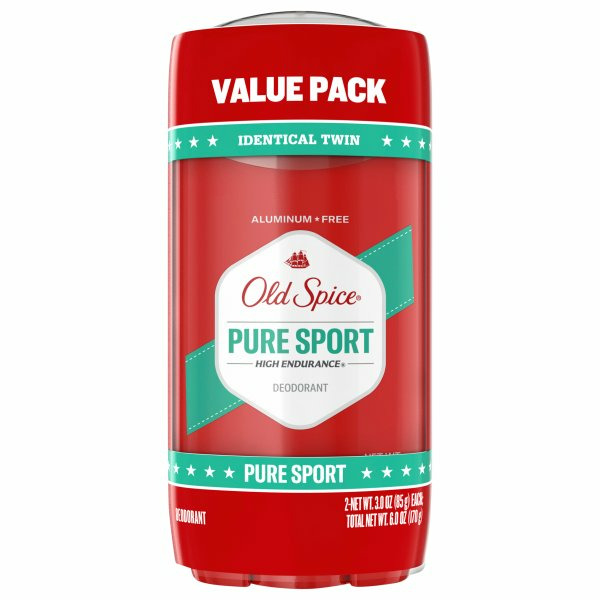 VALUE PACK
IDENTICAL TWIN
ALUMINUM★FREE
Old Spice®
PURE SPORT
HIGH ENDURANCE®
DEODORANT
PURE SPORT
DEODORANT
2-NET WT. 3.0 OZ (85 g) EACH;
TOTAL NET WT. 6.0 OZ (170 g)